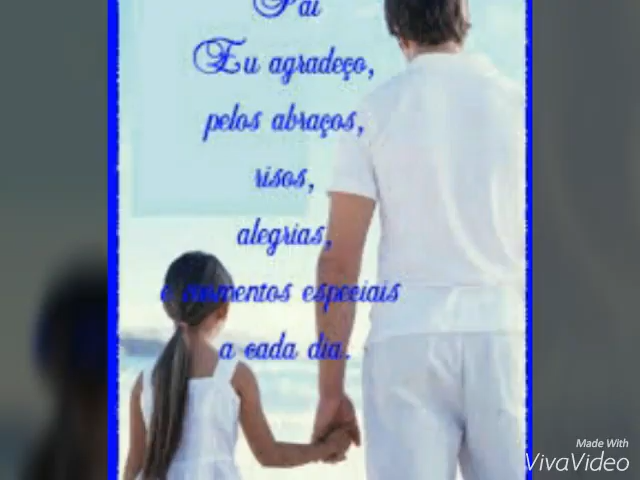 Pai
Eu agradeço,
pelos abraços,
risos,
alegrias,
e momentos especiais
a cada dia.
Made With
VivaVideo